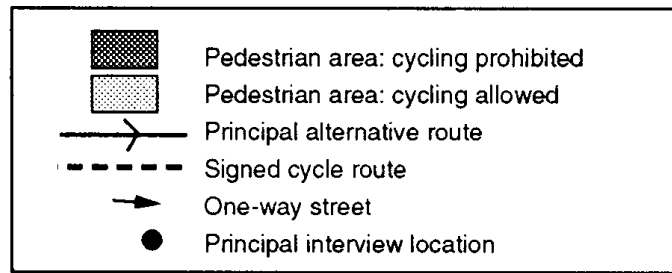 Pedestrian area: cycling prohibited
Pedestrian area: cycling allowed
Principal alternative route
Signed cycle route
One-way street
Principal interview location